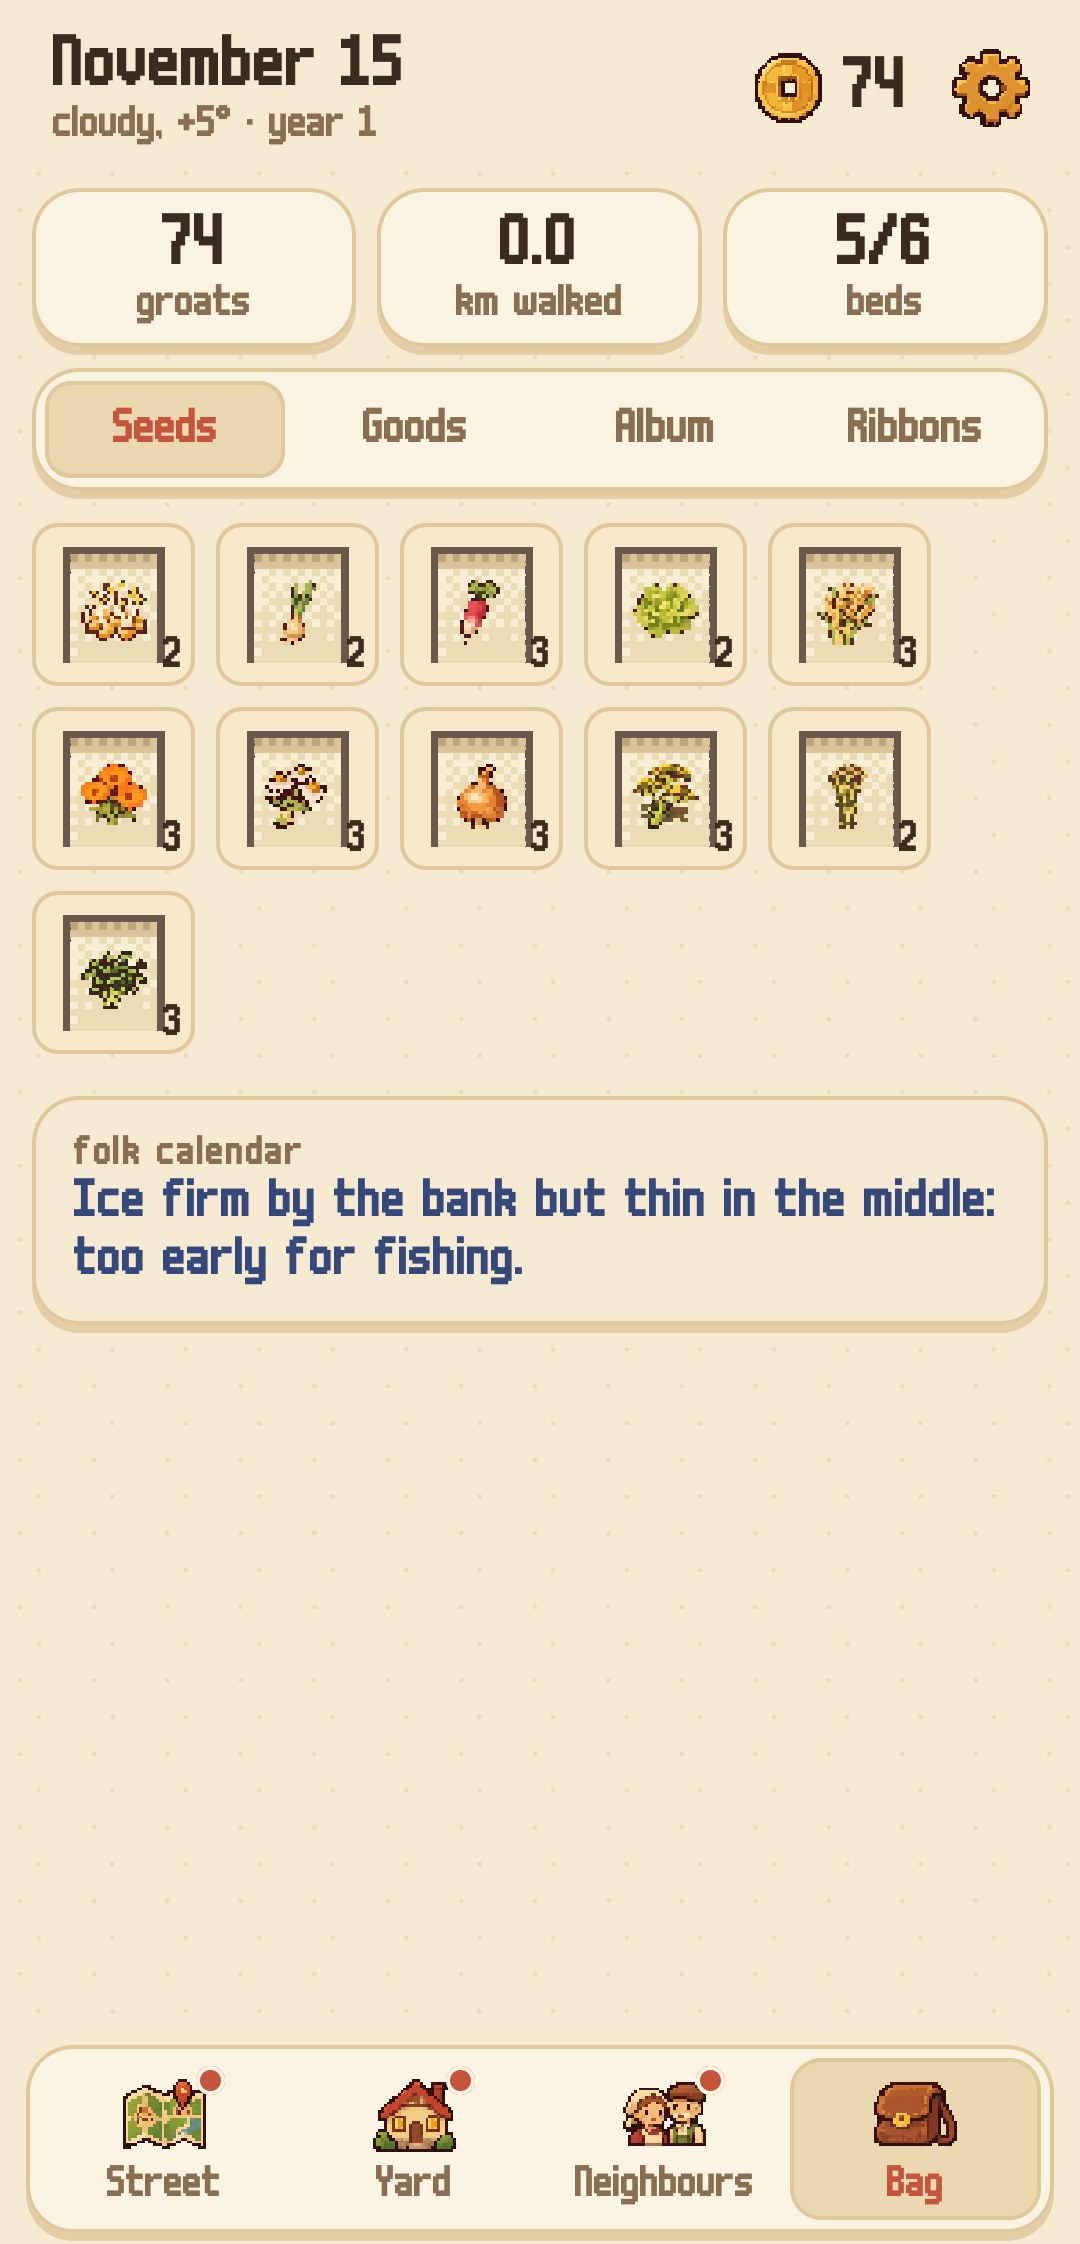 November 15
cloudy, +5° · year 1
74
74
groats
0.0
km walked
5/6
beds
Seeds
Goods
Album
Ribbons
2
2
3
2
3
3
3
3
3
2
3
folk calendar
Ice firm by the bank but thin in the middle:
too early for fishing.
Street
Yard
Neighbours
Bag